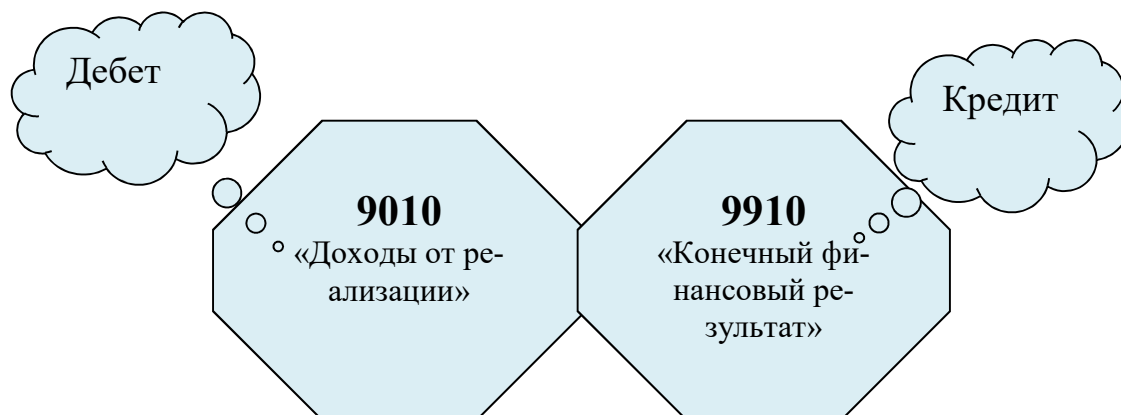 Дебет
Кредит
9010
«Доходы от ре-
ализации»
9910
«Конечный фи-
нансовый ре-
зультат»